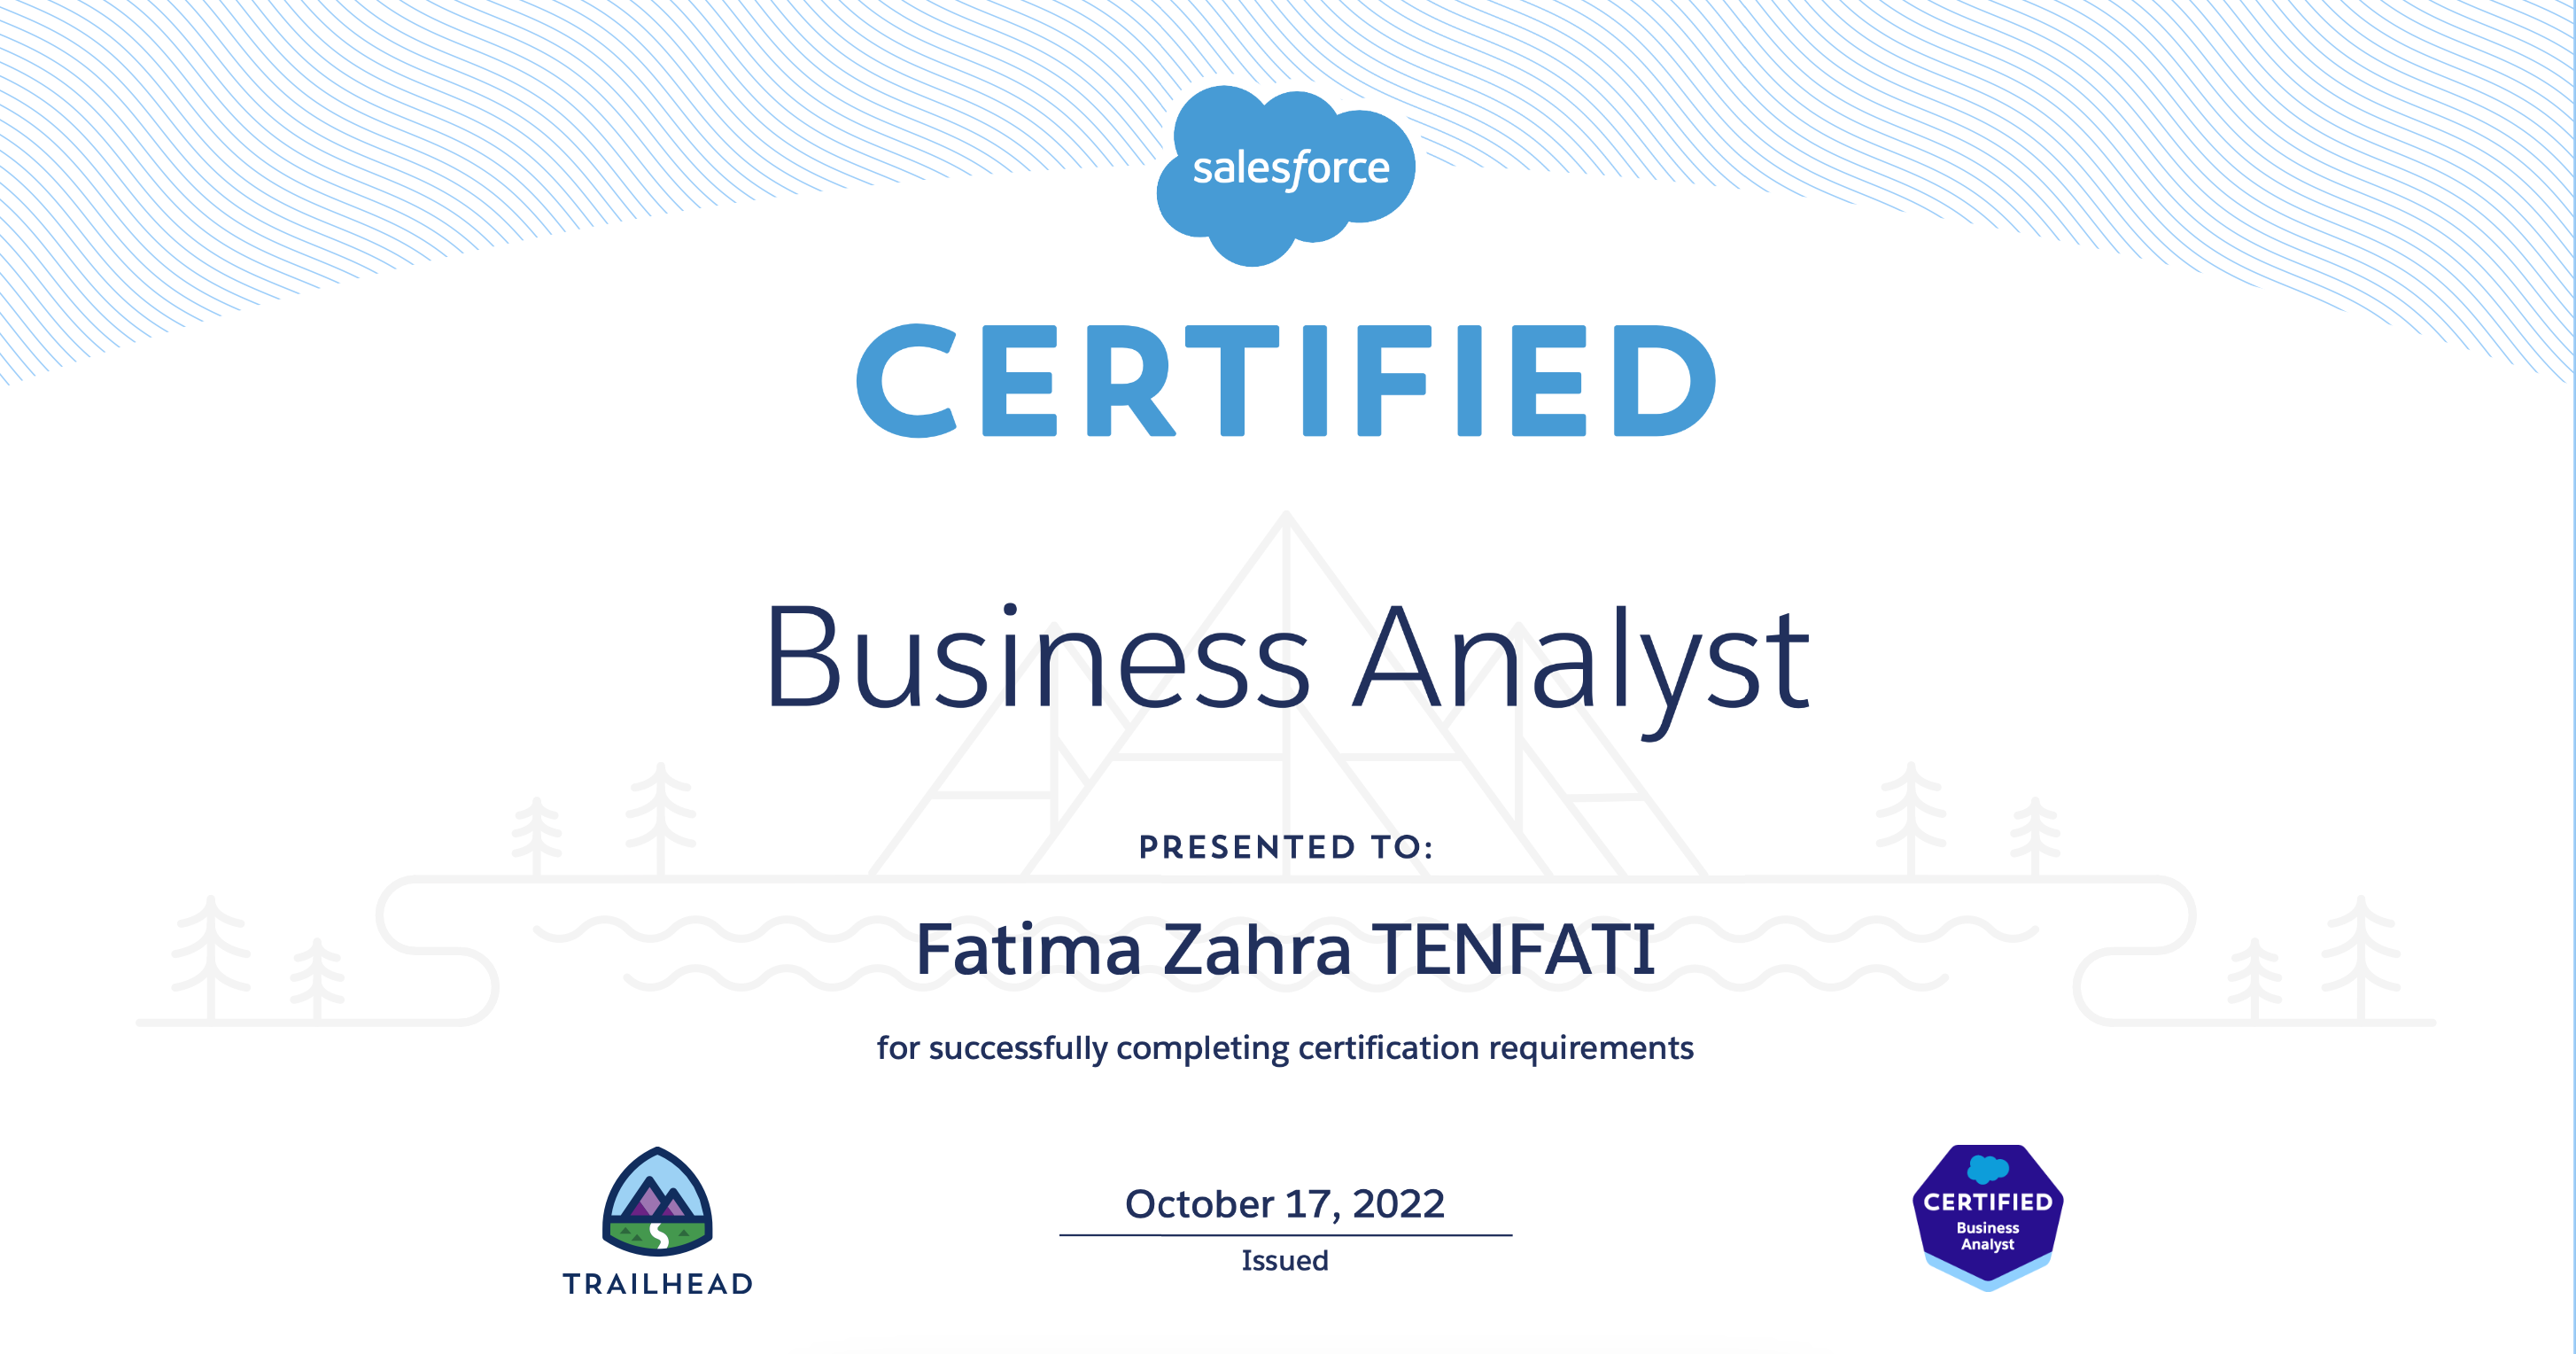 salesforce
CERTIFIED
Business Analyst
PRESENTED TO:
Fatima Zahra TENFATI
for successfully completing certification requirements
TRAILHEAD
October 17, 2022
Issued
CERTIFIED
Business
Analyst